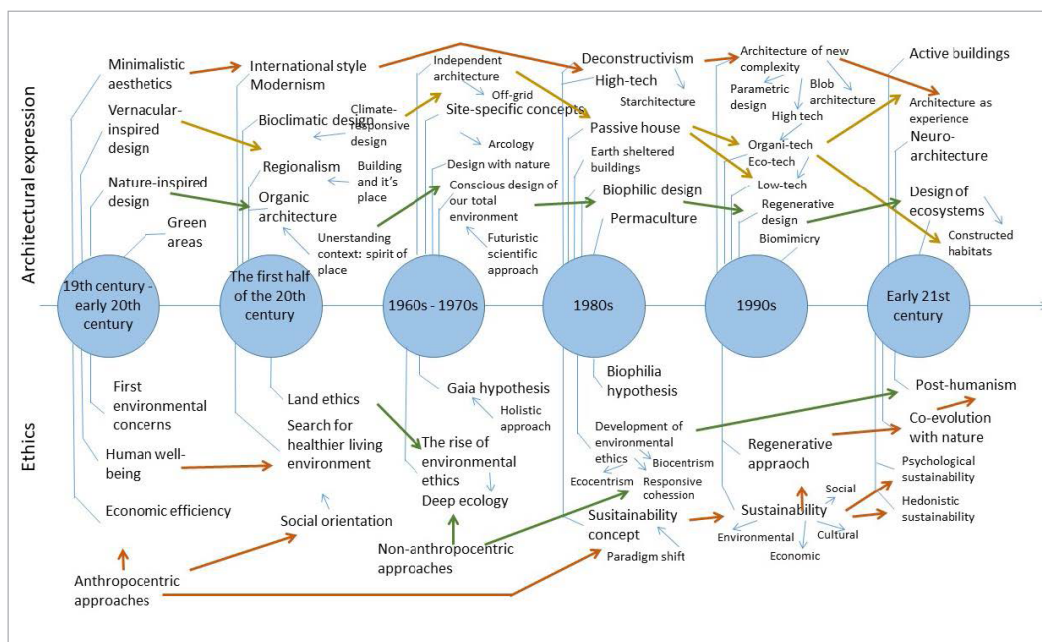 Architectural expression
Ethics
Minimalistic
aesthetics
Vernacular-
inspired
design
Nature-inspired
design
Green
areas
19th century -
early 20th
century
First
environmental
concerns
Human well-
being
Economic efficiency
Anthropocentric
approaches
International style
Modernism
Bioclimatic design
Climate-
responsive
design
Regionalism
Building
and it's
place
Organic
architecture
Unerstanding
context: spirit of
place
The first half
of the 20th
century
Land ethics
Search for
healthier living
environment
Social orientation
Independent
architecture
Off-grid
Site-specific concepts
Arcology
Design with nature
Conscious design of
our total
environment
Futuristic
scientific
approach
1960s - 1970s
Gaia hypothesis
Holistic
approach
The rise of
environmental
ethics
Deep ecology
Non-anthropocentric
approaches
Deconstructivism
High-tech
Starchitecture
Passive house
Earth sheltered
buildings
Biophilic design
Permaculture
1980s
Biophilia
hypothesis
Development of
environmental
ethics
Biocentrism
Ecocentrism
Responsive
cohession
Susitainability
concept
Paradigm shift
Architecture of new
complexity
Parametric
design
Blob
architecture
High tech
Organi-tech
Eco-tech
Low-tech
Regenerative
design
Biomimicry
1990s
Regenerative
appraoch
Sustainability
Social
Environmental
Cultural
Economic
Active buildings
Architecture as
experience
Neuro-
architecture
Design of
ecosystems
Constructed
habitats
Early 21st
century
Post-humanism
Co-evolution
with nature
Psychological
sustainability
Hedonistic
sustainability